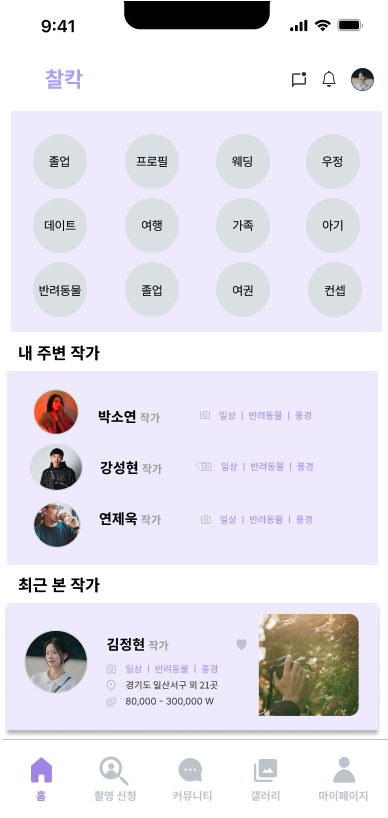 9:41
찰칵
졸업 프로필 웨딩 우정
데이트 여행 가족 아기
반려동물 졸업 여권 컨셉
내 주변 작가
박소연 작가 일상 | 반려동물 | 풍경
강성현 작가 일상 | 반려동물 | 풍경
연제욱 작가 일상 | 반려동물 | 풍경
최근 본 작가
김정현 작가
일상 | 반려동물 | 풍경
경기도 일산서구 외 21곳
80,000 - 300,000 W
홈 촬영 신청 커뮤니티 갤러리 마이페이지